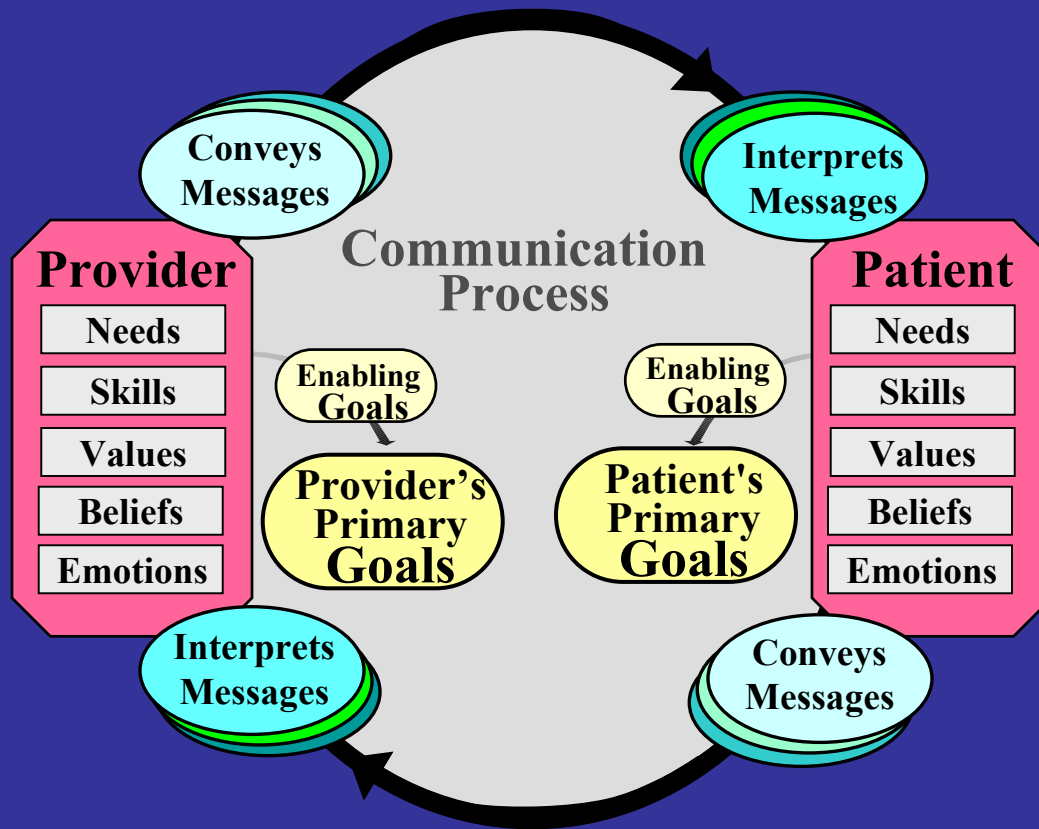 Conveys
Messages
Interprets
Messages
Communication
Process
Provider
Needs
Skills
Values
Beliefs
Emotions
Enabling
Goals
Provider’s
Primary
Goals
Enabling
Goals
Patient's
Primary
Goals
Patient
Needs
Skills
Values
Beliefs
Emotions
Interprets
Messages
Conveys
Messages